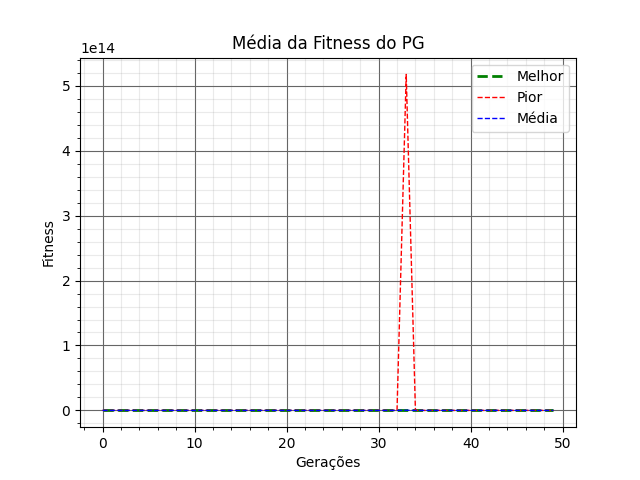 Média da Fitness do PG
1e14
Melhor
Pior
Média
5
4
3
2
1
0
Fitness
0 10 20 30 40 50
Gerações